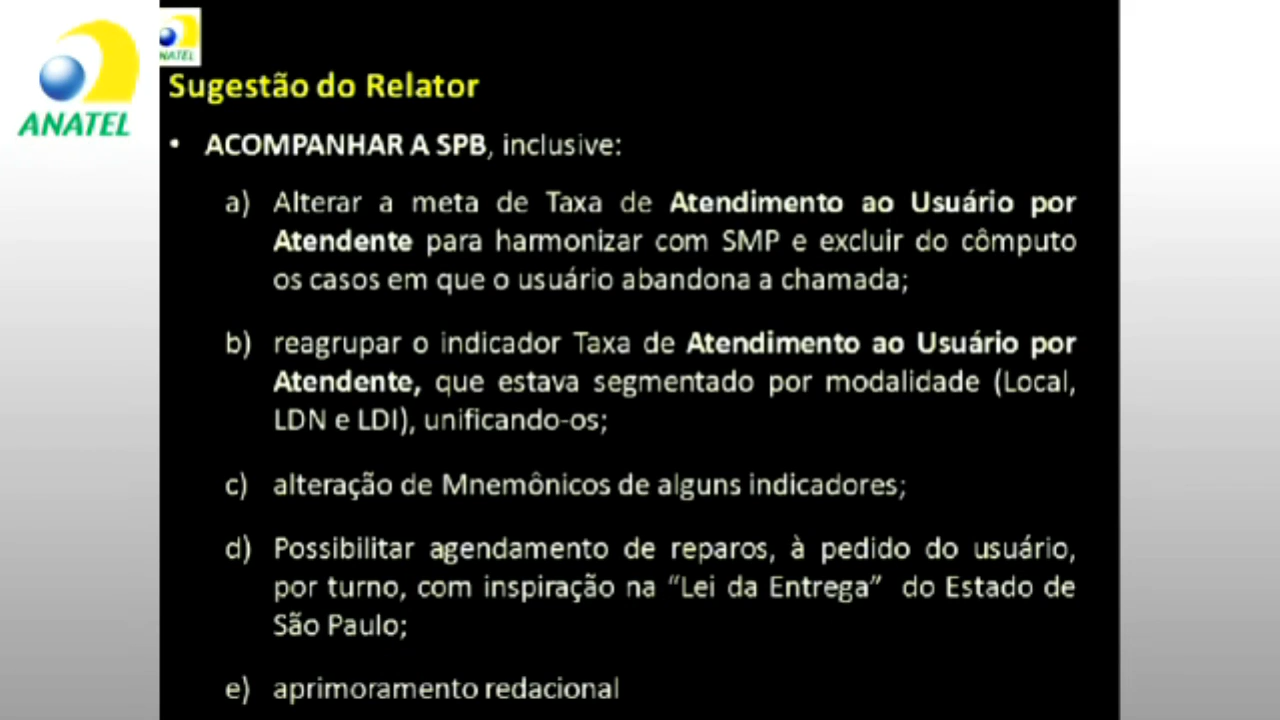 ANATEL
ANATEL
Sugestão do Relator
• ACOMPANHAR A SPB, inclusive:
a) Alterar a meta de Taxa de Atendimento ao Usuário por
Atendente para harmonizar com SMP e excluir do cômputo
os casos em que o usuário abandona a chamada;
b) reagrupar o indicador Taxa de Atendimento ao Usuário por
Atendente, que estava segmentado por modalidade (Local,
LDN e LDI), unificando-os;
c) alteração de Mnemônicos de alguns indicadores;
d) Possibilitar agendamento de reparos, à pedido do usuário,
por turno, com inspiração na “Lei da Entrega” do Estado de
São Paulo;
e) aprimoramento redacional